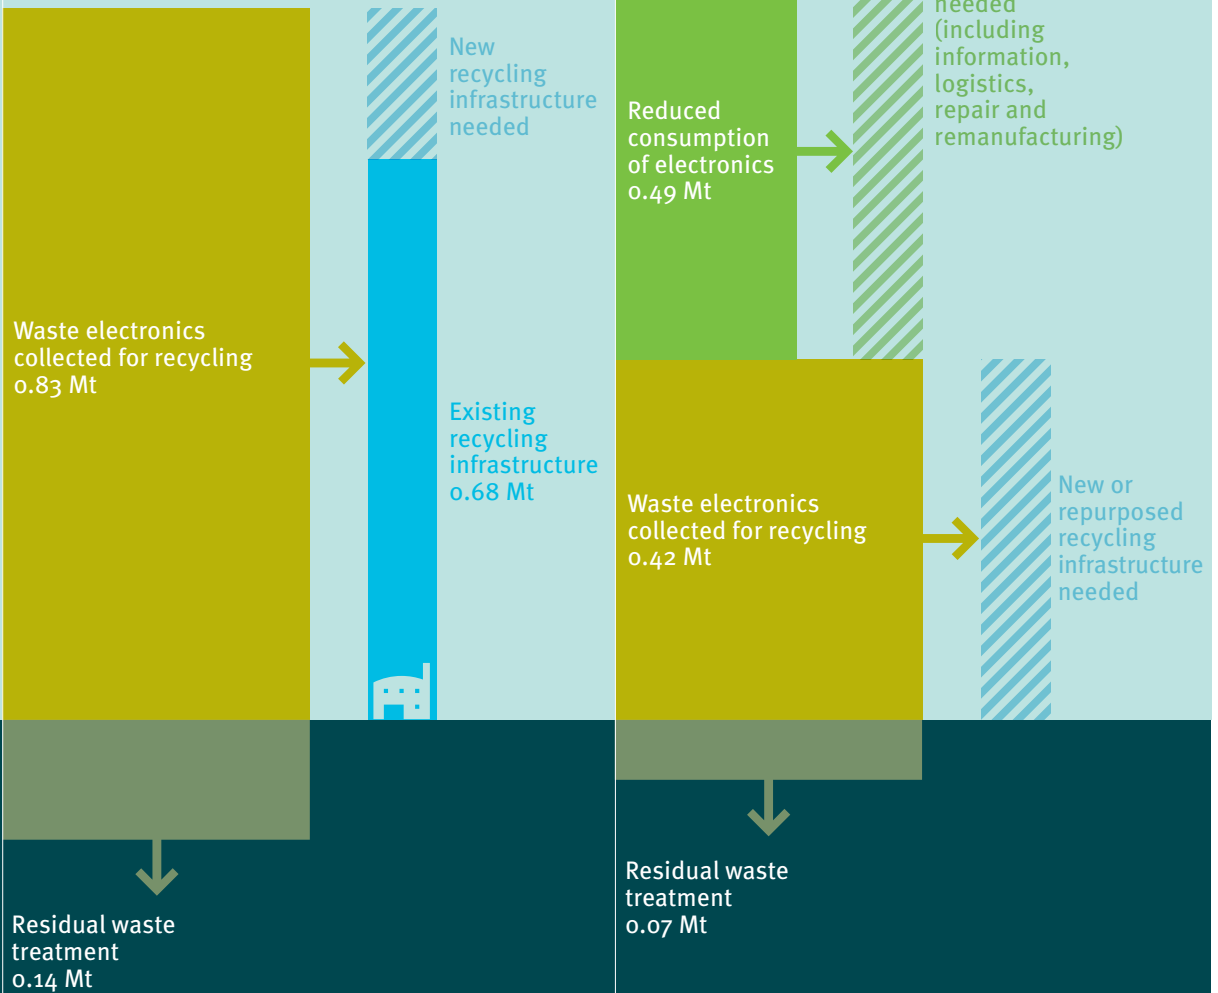 New
recycling
infrastructure
needed
Waste electronics
collected for recycling
0.83 Mt
Existing
recycling
infrastructure
0.68 Mt
Residual waste
treatment
0.14 Mt
needed
(including
information,
logistics,
repair and
remanufacturing)
Reduced
consumption
of electronics
0.49 Mt
Waste electronics
collected for recycling
0.42 Mt
New or
repurposed
recycling
infrastructure
needed
Residual waste
treatment
0.07 Mt